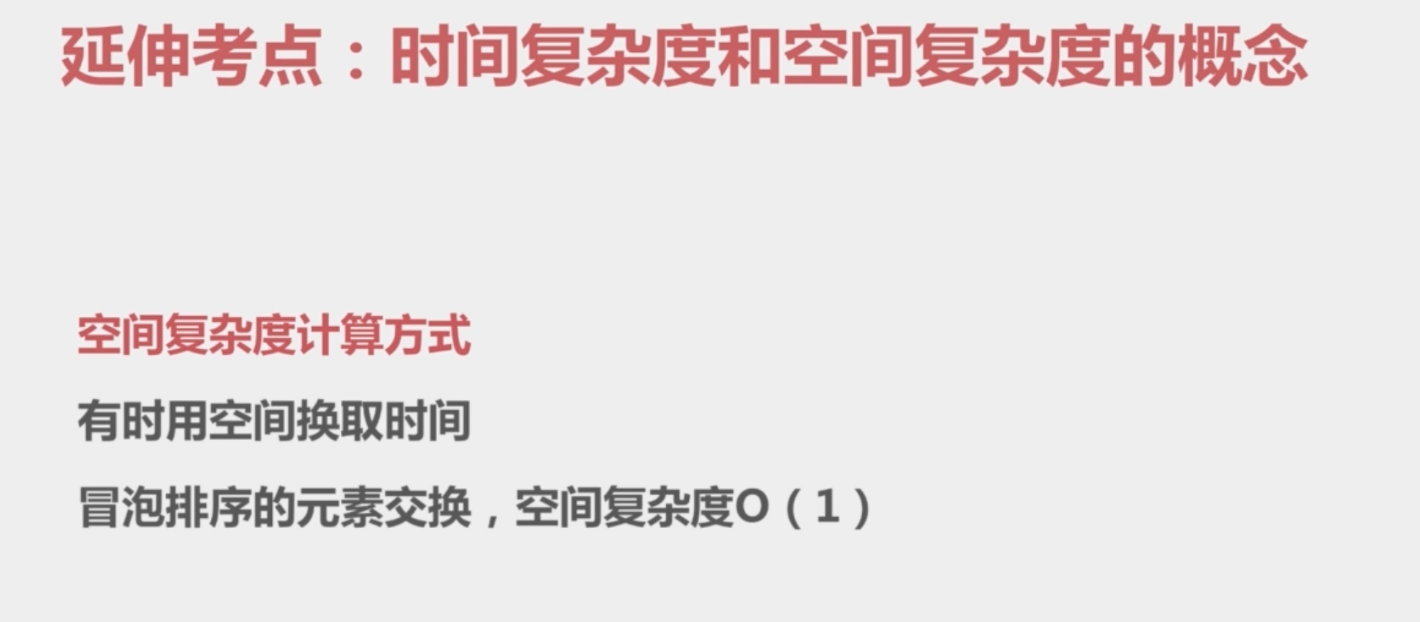 延伸考点：时间复杂度和空间复杂度的概念
空间复杂度计算方式
有时用空间换取时间
冒泡排序的元素交换，空间复杂度O（1）